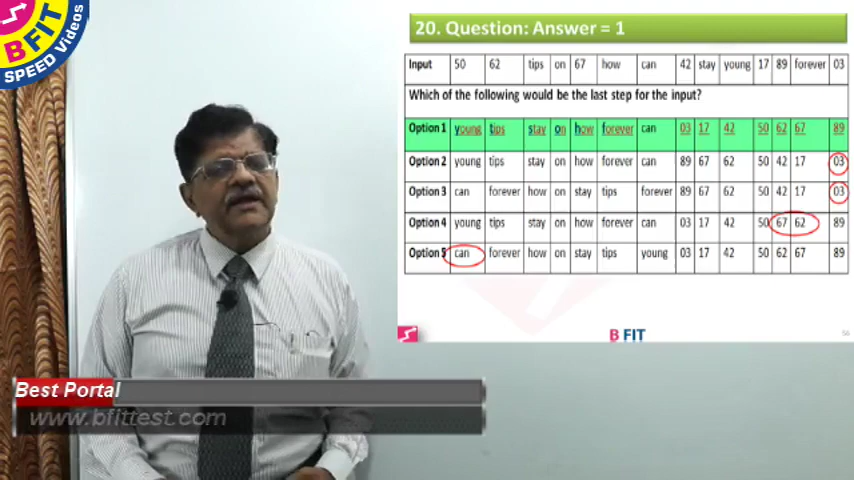 BFIT
SPEED Videos
20. Question: Answer = 1
Input 50 62 tips on 67 how can 42 stay young 17 89 forever 03
Which of the following would be the last step for the input?
Option 1 young tips stay on how forever can 03 17 42 50 62 67 89
Option 2 young tips stay on how forever can 89 67 62 50 42 17 03
Option 3 can forever how on stay tips forever 89 67 62 50 42 17 03
Option 4 young tips stay on how forever can 03 17 42 50 67 62 89
Option 5 can forever how on stay tips young 03 17 42 50 62 67 89
B FIT
56
Best Portal
www.bfittest.com